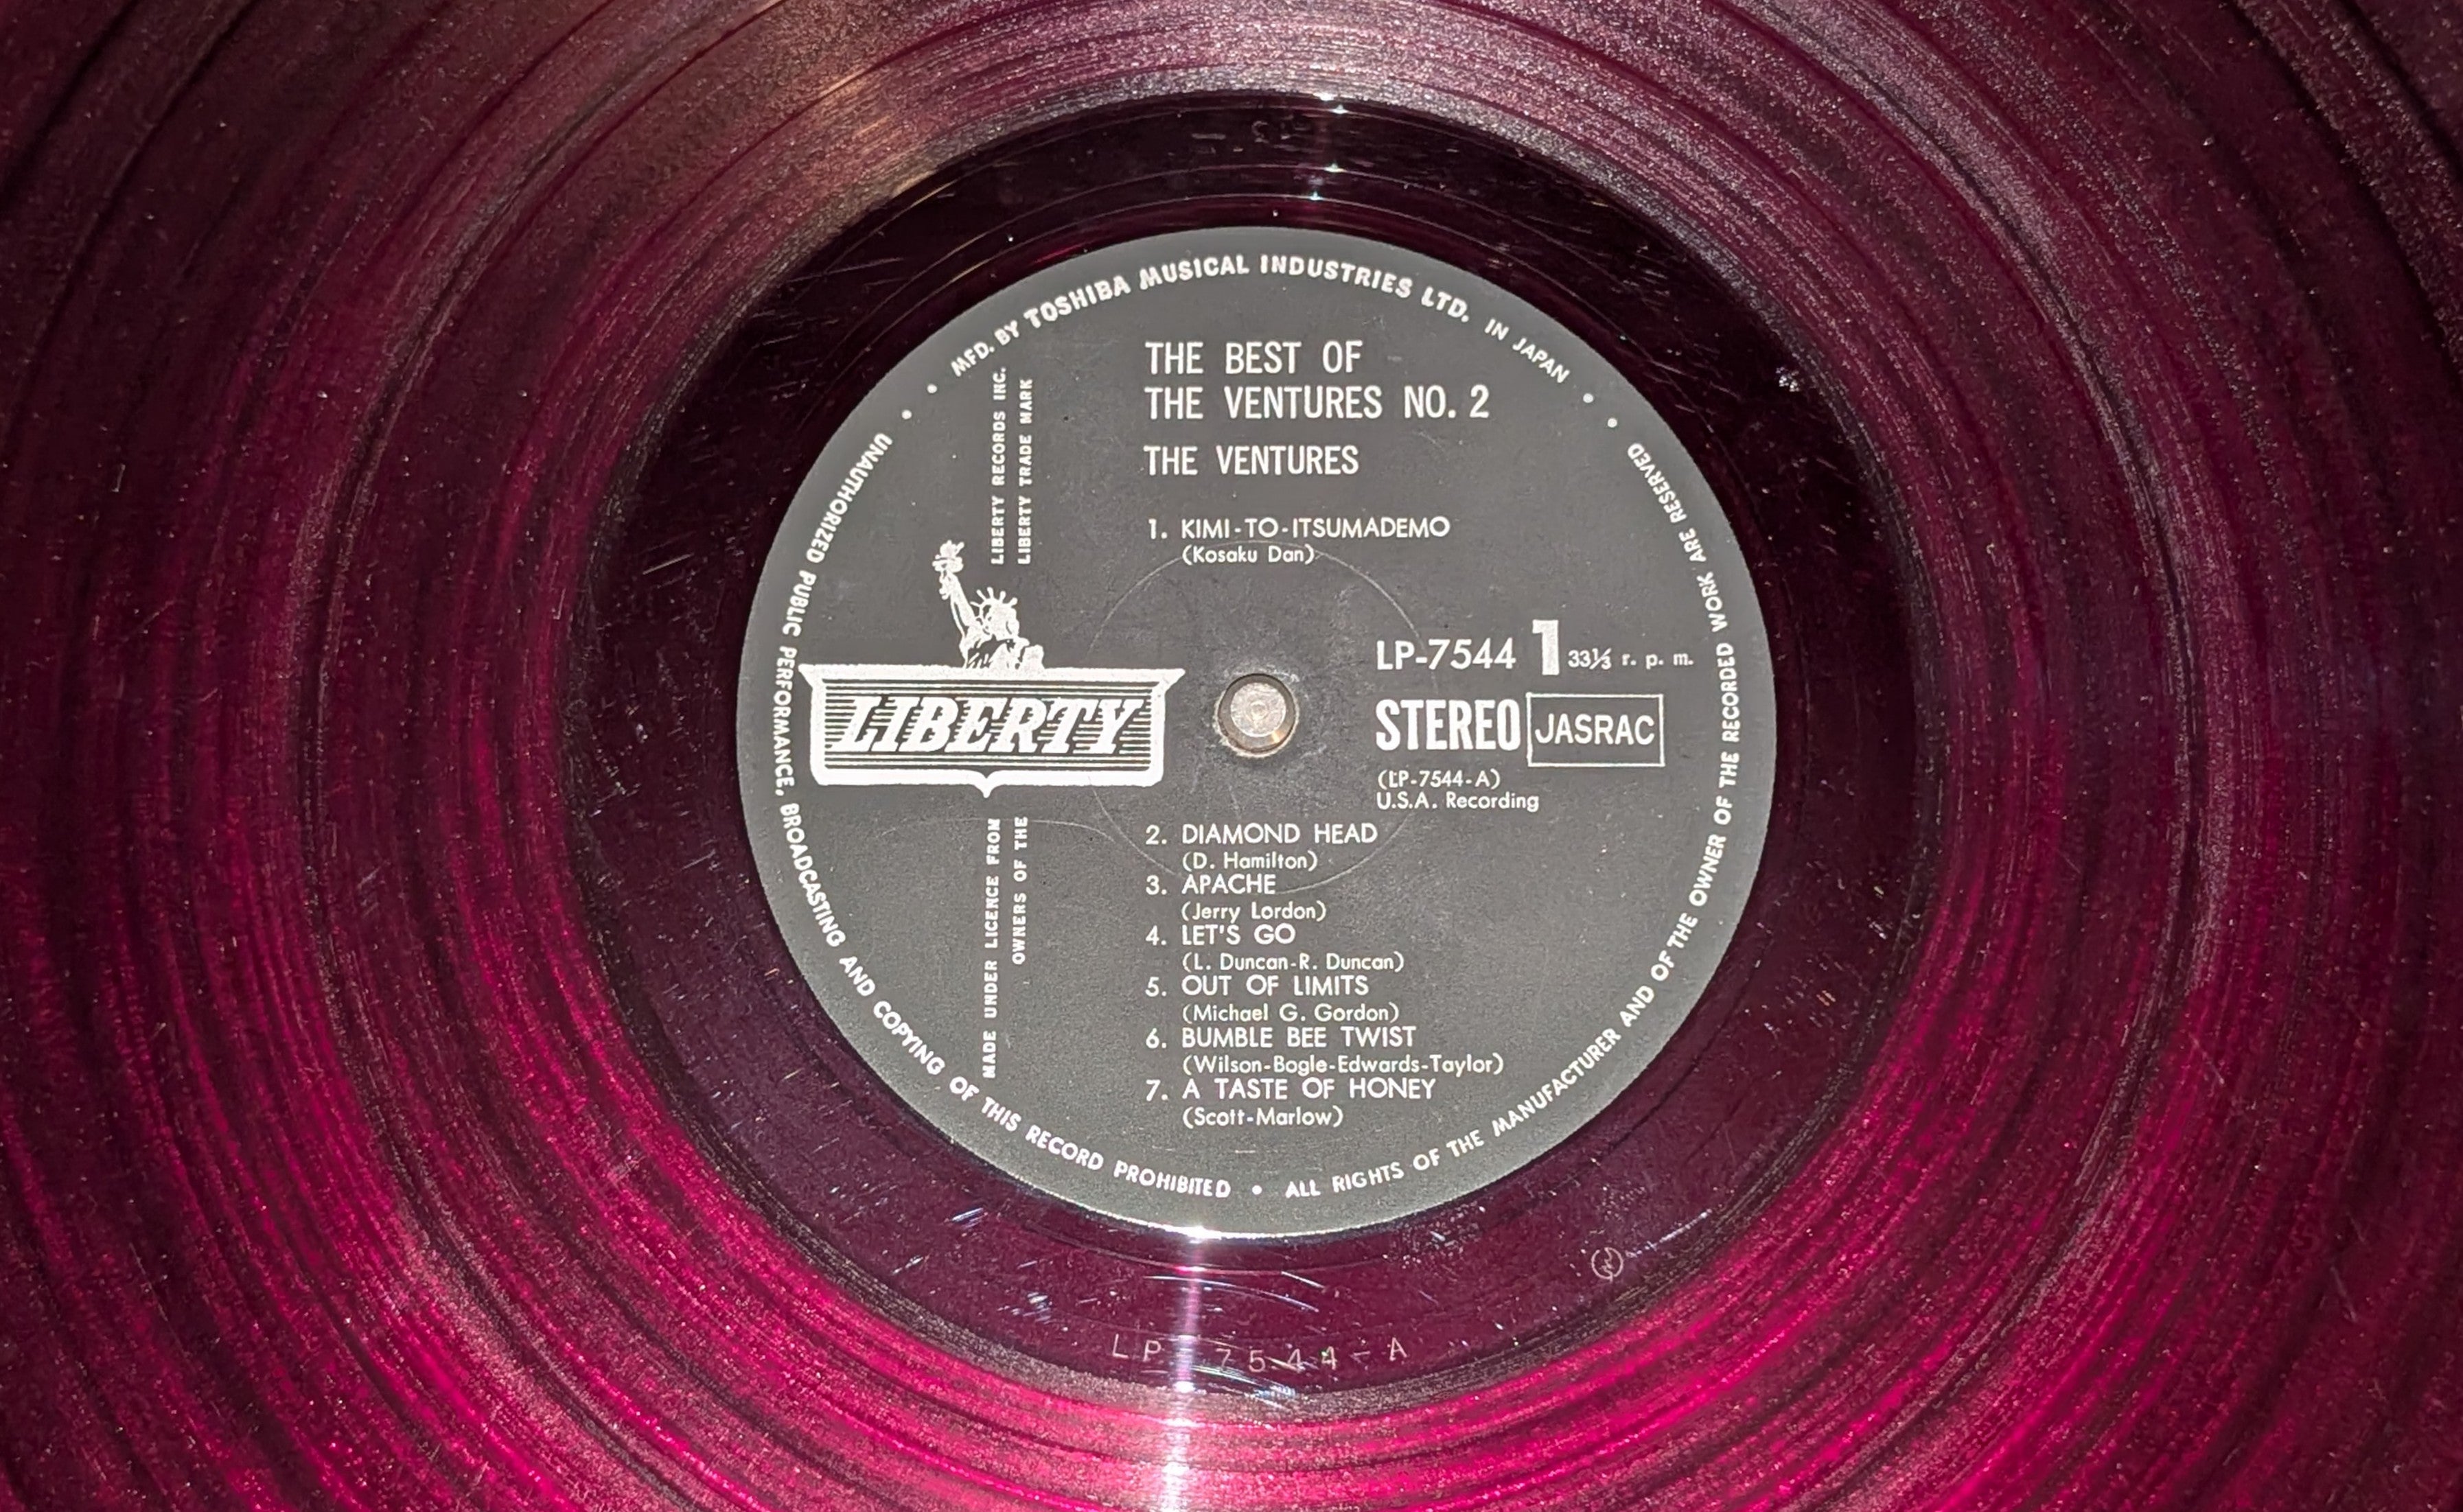 MFD. BY TOSHIBA MUSICAL INDUSTRIES LTD. IN JAPAN
THE BEST OF
THE VENTURES NO. 2
THE VENTURES
LIBERTY RECORDS INC.
LIBERTY TRADE MARK
1. KIMI-TO-ITSUMADEMO
(Kosaku Dan)
LIBERTY
LP-7544 1 33⅓ r. p. m.
STEREO JASRAC
(LP-7544-A)
U.S.A. Recording
MADE UNDER LICENCE FROM
OWNERS OF THE
2. DIAMOND HEAD
(D. Hamilton)
3. APACHE
(Jerry Lordon)
4. LET'S GO
(L. Duncan-R. Duncan)
5. OUT OF LIMITS
(Michael G. Gordon)
6. BUMBLE BEE TWIST
(Wilson-Bogle-Edwards-Taylor)
7. A TASTE OF HONEY
(Scott-Marlow)
UNAUTHORIZED PUBLIC PERFORMANCE, BROADCASTING AND COPYING OF THIS RECORD PROHIBITED • ALL RIGHTS OF THE MANUFACTURER AND OF THE OWNER OF THE RECORDED WORK ARE RESERVED
LP-7544-A